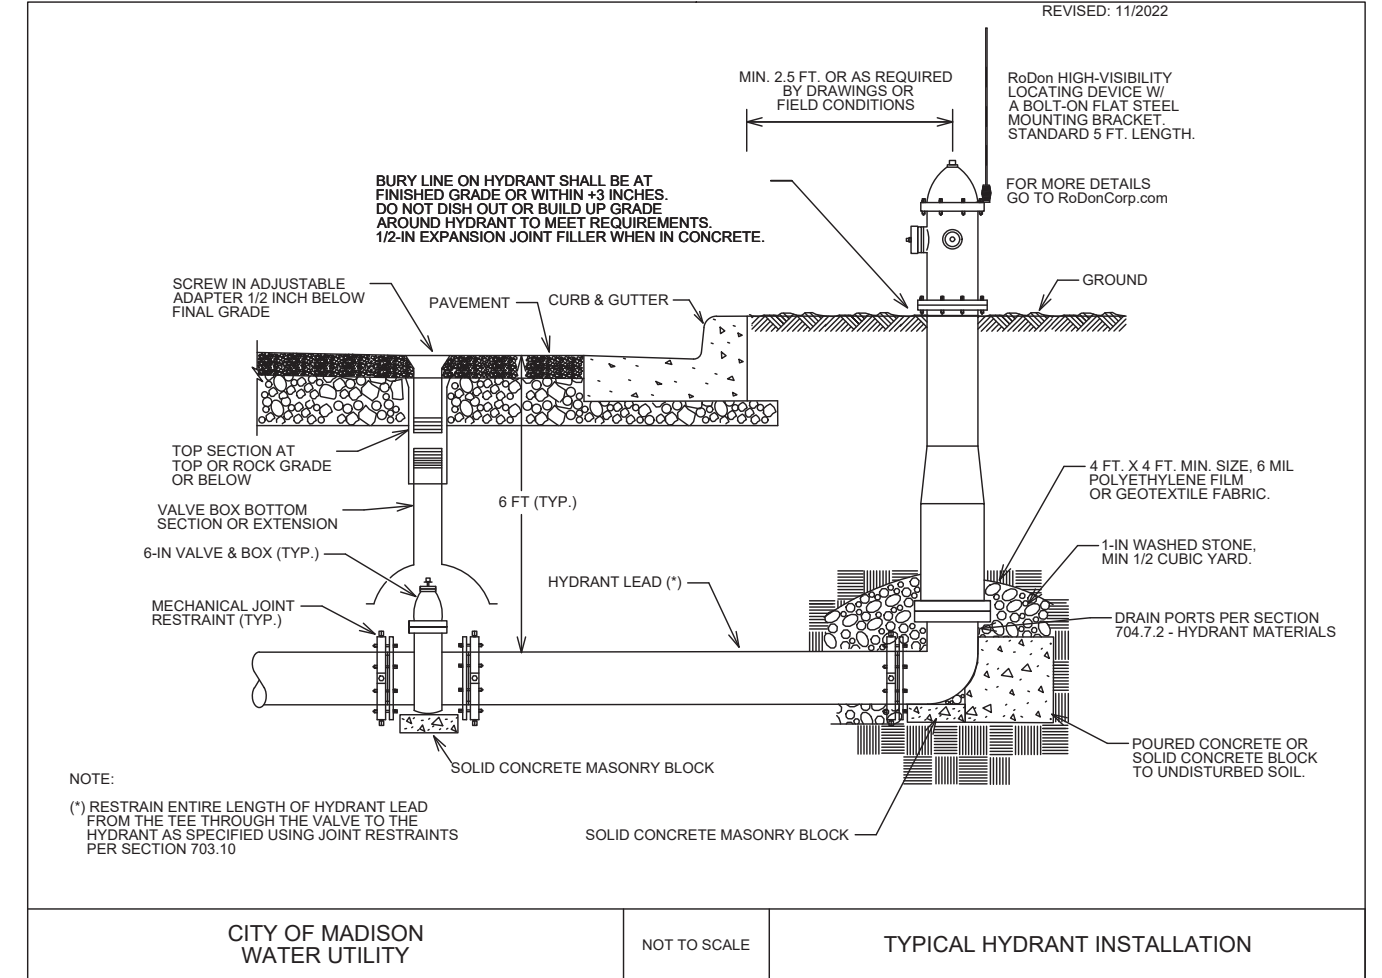 REVISED: 11/2022
MIN. 2.5 FT. OR AS REQUIRED
BY DRAWINGS OR
FIELD CONDITIONS
RoDon HIGH-VISIBILITY
LOCATING DEVICE W/
A BOLT-ON FLAT STEEL
MOUNTING BRACKET.
STANDARD 5 FT. LENGTH.
FOR MORE DETAILS
GO TO RoDonCorp.com
BURY LINE ON HYDRANT SHALL BE AT
FINISHED GRADE OR WITHIN +3 INCHES.
DO NOT DISH OUT OR BUILD UP GRADE
AROUND HYDRANT TO MEET REQUIREMENTS.
1/2-IN EXPANSION JOINT FILLER WHEN IN CONCRETE.
SCREW IN ADJUSTABLE
ADAPTER 1/2 INCH BELOW
FINAL GRADE
PAVEMENT
CURB & GUTTER
GROUND
TOP SECTION AT
TOP OR ROCK GRADE
OR BELOW
VALVE BOX BOTTOM
SECTION OR EXTENSION
6 FT (TYP.)
4 FT. X 4 FT. MIN. SIZE, 6 MIL
POLYETHYLENE FILM
OR GEOTEXTILE FABRIC.
6-IN VALVE & BOX (TYP.)
1-IN WASHED STONE,
MIN 1/2 CUBIC YARD.
HYDRANT LEAD (*)
MECHANICAL JOINT
RESTRAINT (TYP.)
DRAIN PORTS PER SECTION
704.7.2 - HYDRANT MATERIALS
SOLID CONCRETE MASONRY BLOCK
POURED CONCRETE OR
SOLID CONCRETE BLOCK
TO UNDISTURBED SOIL.
SOLID CONCRETE MASONRY BLOCK
NOTE:
(*) RESTRAIN ENTIRE LENGTH OF HYDRANT LEAD
FROM THE TEE THROUGH THE VALVE TO THE
HYDRANT AS SPECIFIED USING JOINT RESTRAINTS
PER SECTION 703.10
CITY OF MADISON
WATER UTILITY
NOT TO SCALE
TYPICAL HYDRANT INSTALLATION